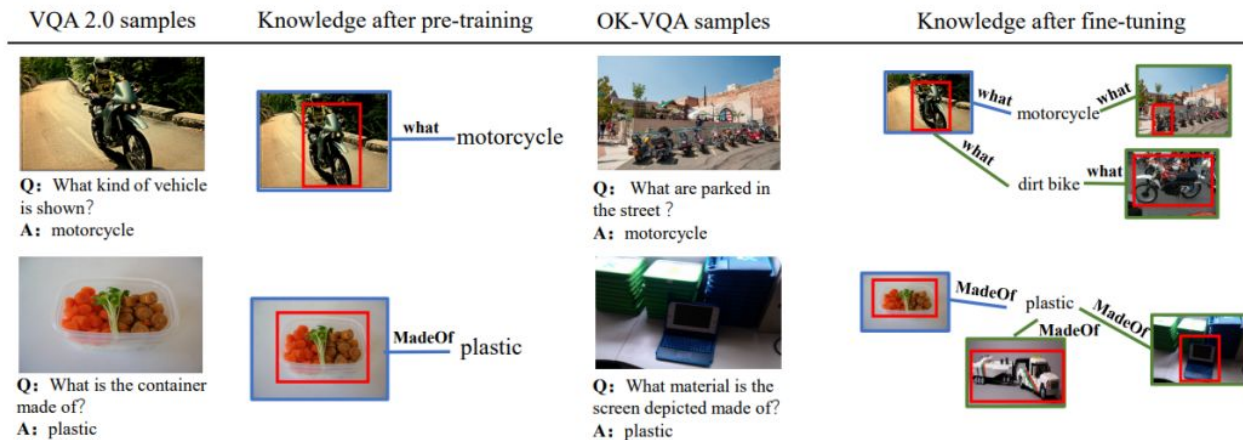 VQA 2.0 samples
Knowledge after pre-training
OK-VQA samples
Knowledge after fine-tuning
what
motorcycle
Q: What kind of vehicle
is shown?
A: motorcycle
Q: What are parked in
the street ?
A: motorcycle
what
motorcycle
what
what
dirt bike
what
MadeOf
plastic
Q: What is the container
made of?
A: plastic
Q: What material is the
screen depicted made of?
A: plastic
MadeOf
plastic
MadeOf
MadeOf